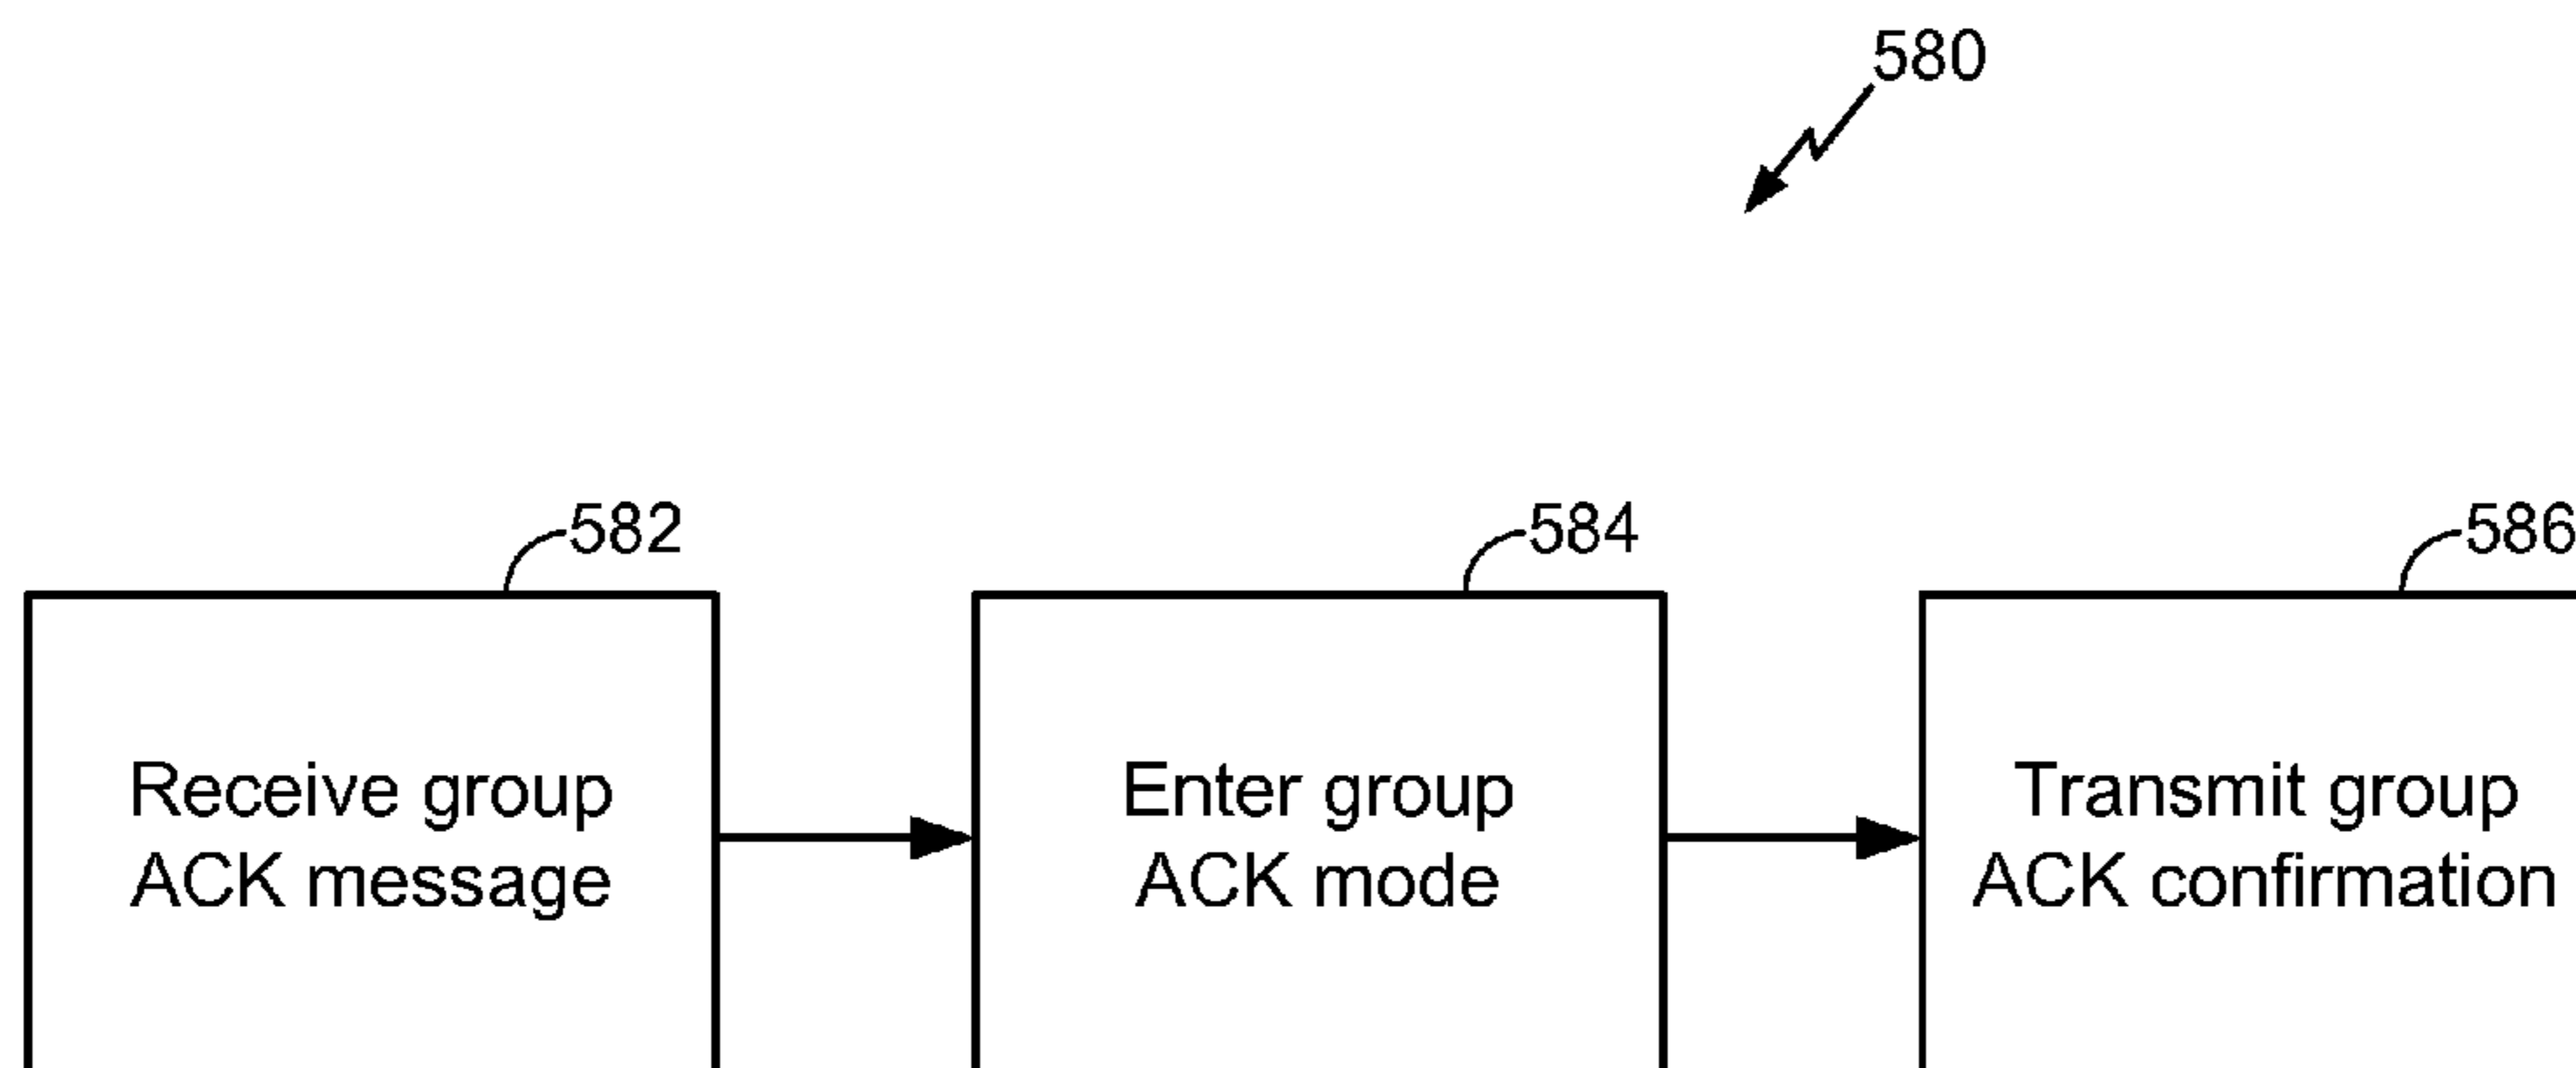 580
582
584
586
Receive group
ACK message
Enter group
ACK mode
Transmit group
ACK confirmation